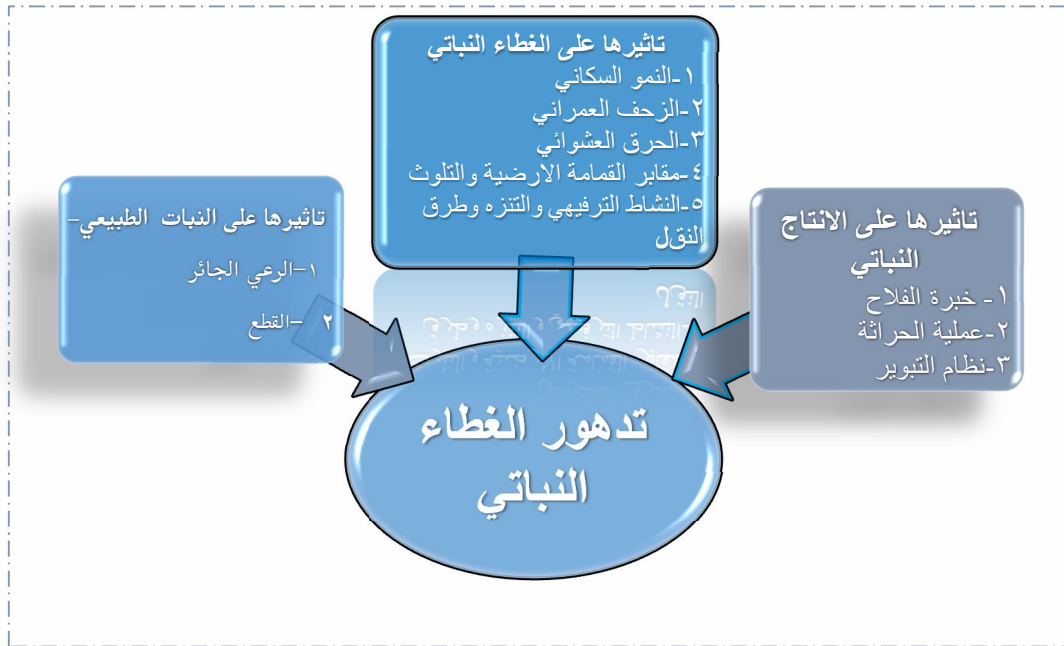 تاثيرها على الغطاء النباتي
١-النمو السكاني
٢-الزحف العمراني
٣-الحرق العشوائي
٤-مقابر القمامة الارضية والتلوث
٥-النشاط الترفيهي والتنزه وطرق
النقل
تاثيرها على الانتاج
النباتي
١- خبرة الفلاح
٢-عملية الحراثة
٣-نظام التبوير
تاثيرها على النبات الطبيعي-
١-الرعي الجائر
٢ -القطع
تدهور الغطاء
النباتي